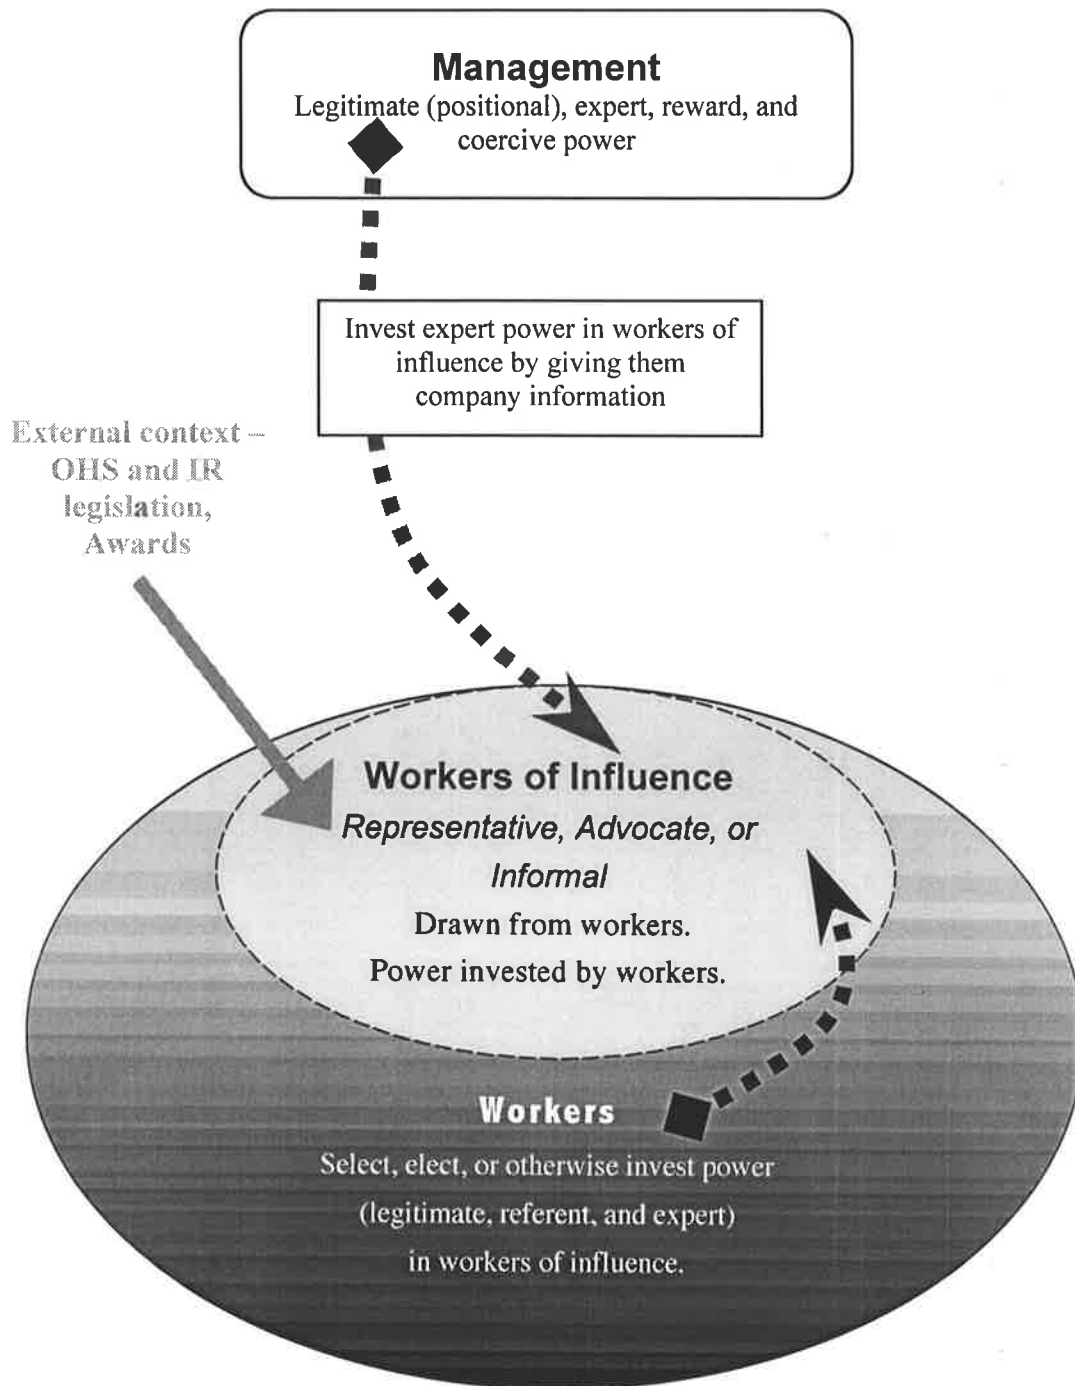 Management
Legitimate (positional), expert, reward, and
coercive power
Invest expert power in workers of
influence by giving them
company information
External context –
OHS and IR
legislation,
Awards
Workers of Influence
Representative, Advocate, or
Informal
Drawn from workers.
Power invested by workers.
Workers
Select, elect, or otherwise invest power
(legitimate, referent, and expert)
in workers of influence.